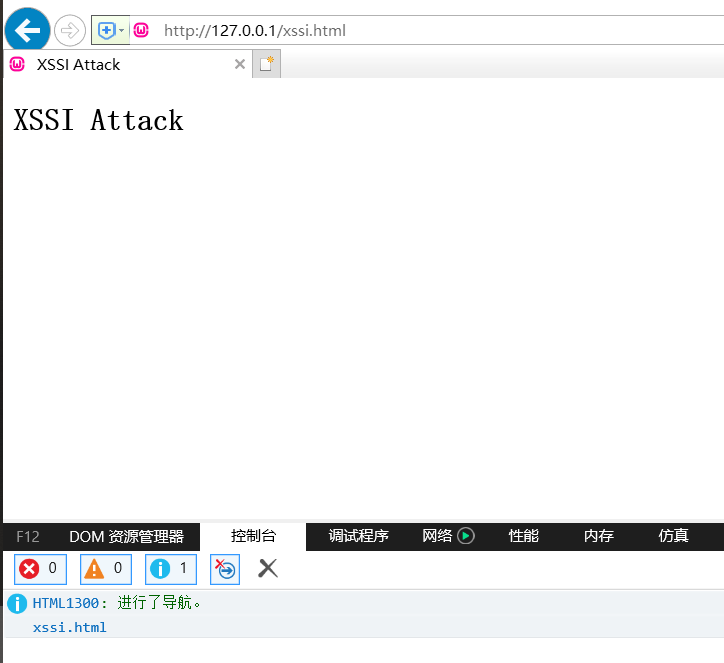 http://127.0.0.1/xssi.html
XSSI Attack
XSSI Attack
F12 DOM 资源管理器 控制台 调试程序 网络 性能 内存 仿真
0 0 1
HTML1300: 进行了导航。
xssi.html